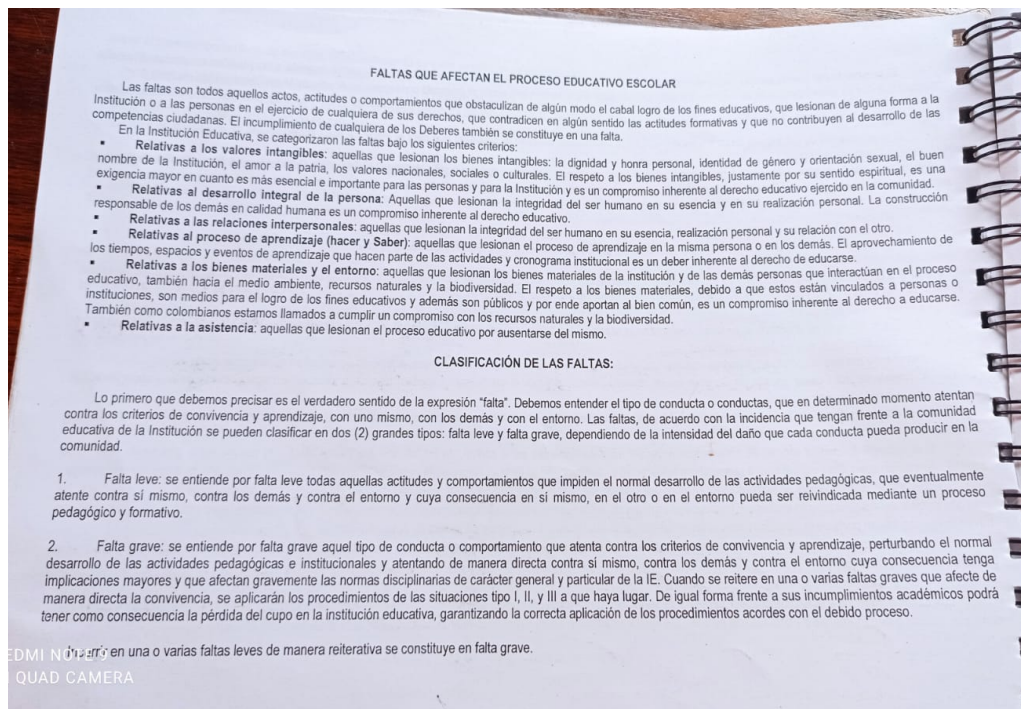 FALTAS QUE AFECTAN EL PROCESO EDUCATIVO ESCOLAR
Las faltas son todos aquellos actos, actitudes o comportamientos que obstaculizan de algún modo el cabal logro de los fines educativos, que lesionan de alguna forma a la
Institución o a las personas en el ejercicio de cualquiera de sus derechos, que contradicen en algún sentido las actitudes formativas y que no contribuyen al desarrollo de las
competencias ciudadanas. El incumplimiento de cualquiera de los Deberes también se constituye en una falta.
En la Institución Educativa, se categorizaron las faltas bajo los siguientes criterios:
▪ Relativas a los valores intangibles: aquellas que lesionan los bienes intangibles: la dignidad y honra personal, identidad de género y orientación sexual, el buen
nombre de la Institución, el amor a la patria, los valores nacionales, sociales o culturales. El respeto a los bienes intangibles, justamente por su sentido espiritual, es una
exigencia mayor en cuanto es más esencial e importante para las personas y para la Institución y es un compromiso inherente al derecho educativo ejercido en la comunidad.
▪ Relativas al desarrollo integral de la persona: Aquellas que lesionan la integridad del ser humano en su esencia y en su realización personal. La construcción
responsable de los demás en calidad humana es un compromiso inherente al derecho educativo.
▪ Relativas a las relaciones interpersonales: aquellas que lesionan la integridad del ser humano en su esencia, realización personal y su relación con el otro.
▪ Relativas al proceso de aprendizaje (hacer y Saber): aquellas que lesionan el proceso de aprendizaje en la misma persona o en los demás. El aprovechamiento de
los tiempos, espacios y eventos de aprendizaje que hacen parte de las actividades y cronograma institucional es un deber inherente al derecho de educarse.
▪ Relativas a los bienes materiales y el entorno: aquellas que lesionan los bienes materiales de la institución y de las demás personas que interactúan en el proceso
educativo, también hacia el medio ambiente, recursos naturales y la biodiversidad. El respeto a los bienes materiales, debido a que estos están vinculados a personas o
instituciones, son medios para el logro de los fines educativos y además son públicos y por ende aportan al bien común, es un compromiso inherente al derecho a educarse.
También como colombianos estamos llamados a cumplir un compromiso con los recursos naturales y la biodiversidad.
▪ Relativas a la asistencia: aquellas que lesionan el proceso educativo por ausentarse del mismo.
CLASIFICACIÓN DE LAS FALTAS:
Lo primero que debemos precisar es el verdadero sentido de la expresión “falta”. Debemos entender el tipo de conducta o conductas, que en determinado momento atentan
contra los criterios de convivencia y aprendizaje, con uno mismo, con los demás y con el entorno. Las faltas, de acuerdo con la incidencia que tengan frente a la comunidad
educativa de la Institución se pueden clasificar en dos (2) grandes tipos: falta leve y falta grave, dependiendo de la intensidad del daño que cada conducta pueda producir en la
comunidad.
1. Falta leve: se entiende por falta leve todas aquellas actitudes y comportamientos que impiden el normal desarrollo de las actividades pedagógicas, que eventualmente
atente contra sí mismo, contra los demás y contra el entorno y cuya consecuencia en sí mismo, en el otro o en el entorno pueda ser reivindicada mediante un proceso
pedagógico y formativo.
2. Falta grave: se entiende por falta grave aquel tipo de conducta o comportamiento que atenta contra los criterios de convivencia y aprendizaje, perturbando el normal
desarrollo de las actividades pedagógicas e institucionales y atentando de manera directa contra si mismo, contra los demás y contra el entorno cuya consecuencia tenga
implicaciones mayores y que afectan gravemente las normas disciplinarias de carácter general y particular de la IE. Cuando se reitere en una o varias faltas graves que afecte de
manera directa la convivencia, se aplicarán los procedimientos de las situaciones tipo I, II, y III a que haya lugar. De igual forma frente a sus incumplimientos académicos podrá
tener como consecuencia la pérdida del cupo en la institución educativa, garantizando la correcta aplicación de los procedimientos acordes con el debido proceso.
en una o varias faltas leves de manera reiterativa se constituye en falta grave.
EDMI NOTE 9
QUAD CAMERA